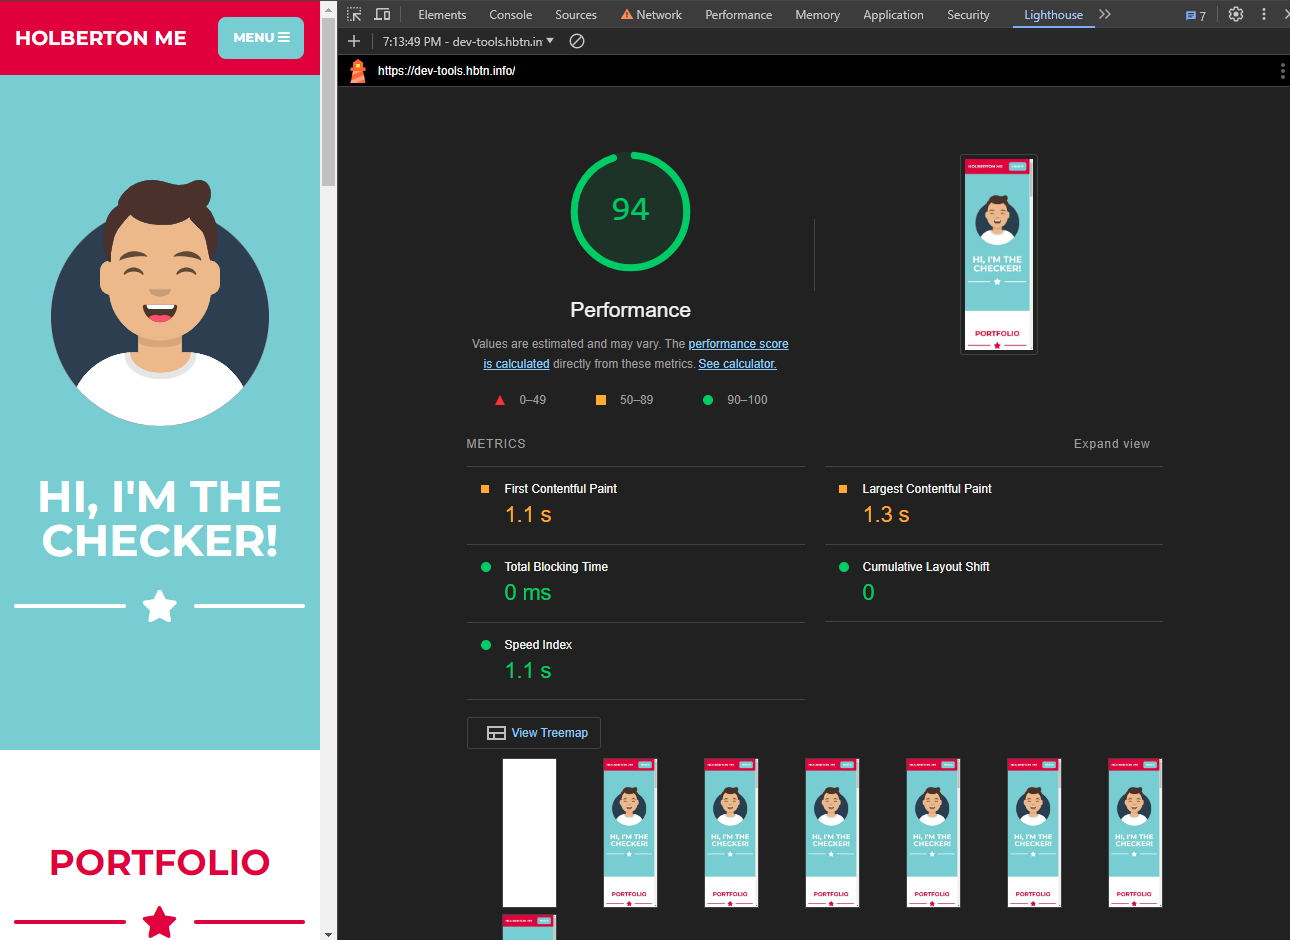 HOLBERTON ME
MENU
HI, I'M THE
CHECKER!
PORTFOLIO
Elements Console Sources Network Performance Memory Application Security Lighthouse 7
7:13:49 PM - dev-tools.hbtn.in
https://dev-tools.hbtn.info/
94
Performance
Values are estimated and may vary. The performance score
is calculated directly from these metrics. See calculator.
0–49 50–89 90–100
HOLBERTON ME
HI, I'M THE
CHECKER!
PORTFOLIO
METRICS Expand view
First Contentful Paint
1.1 s
Largest Contentful Paint
1.3 s
Total Blocking Time
0 ms
Cumulative Layout Shift
0
Speed Index
1.1 s
View Treemap
HI, I'M THE
CHECKER!
PORTFOLIO
HI, I'M THE
CHECKER!
PORTFOLIO
HI, I'M THE
CHECKER!
PORTFOLIO
HI, I'M THE
CHECKER!
PORTFOLIO
HI, I'M THE
CHECKER!
PORTFOLIO
HI, I'M THE
CHECKER!
PORTFOLIO